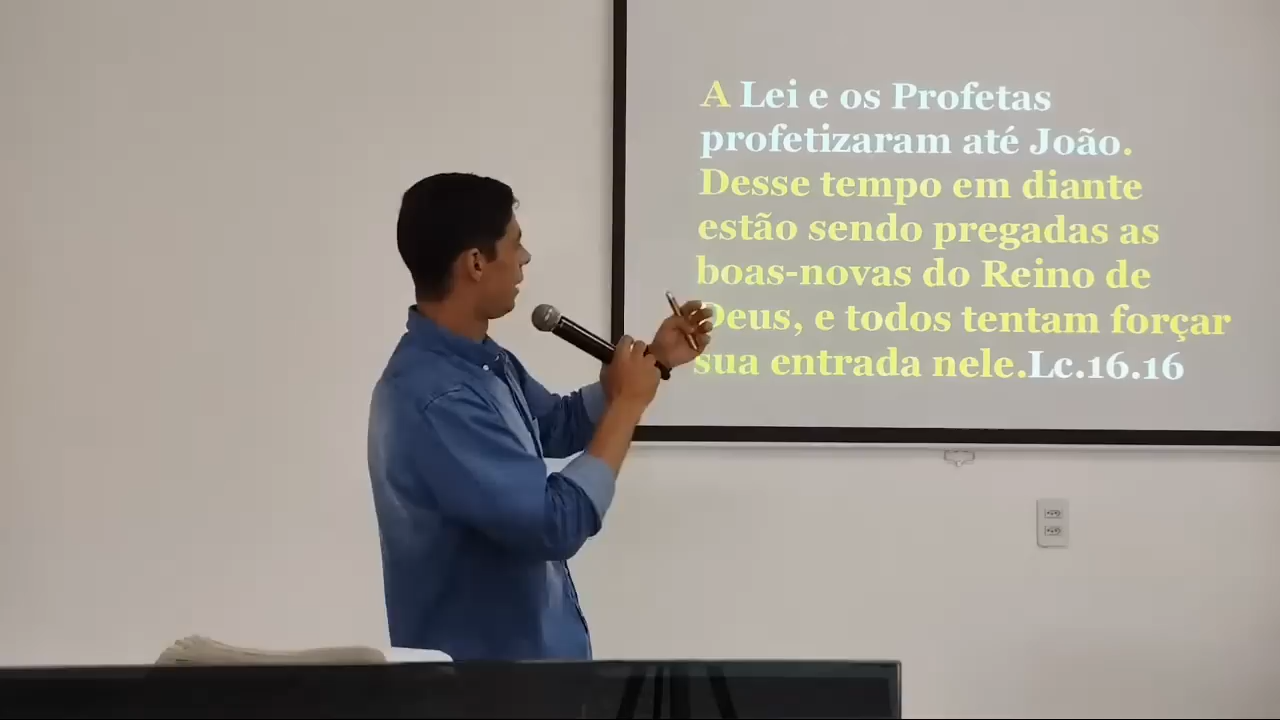 A Lei e os Profetas
profetizaram até João.
Desse tempo em diante
estão sendo pregadas as
boas-novas do Reino de
Deus, e todos tentam forçar
sua entrada nele.Lc.16.16